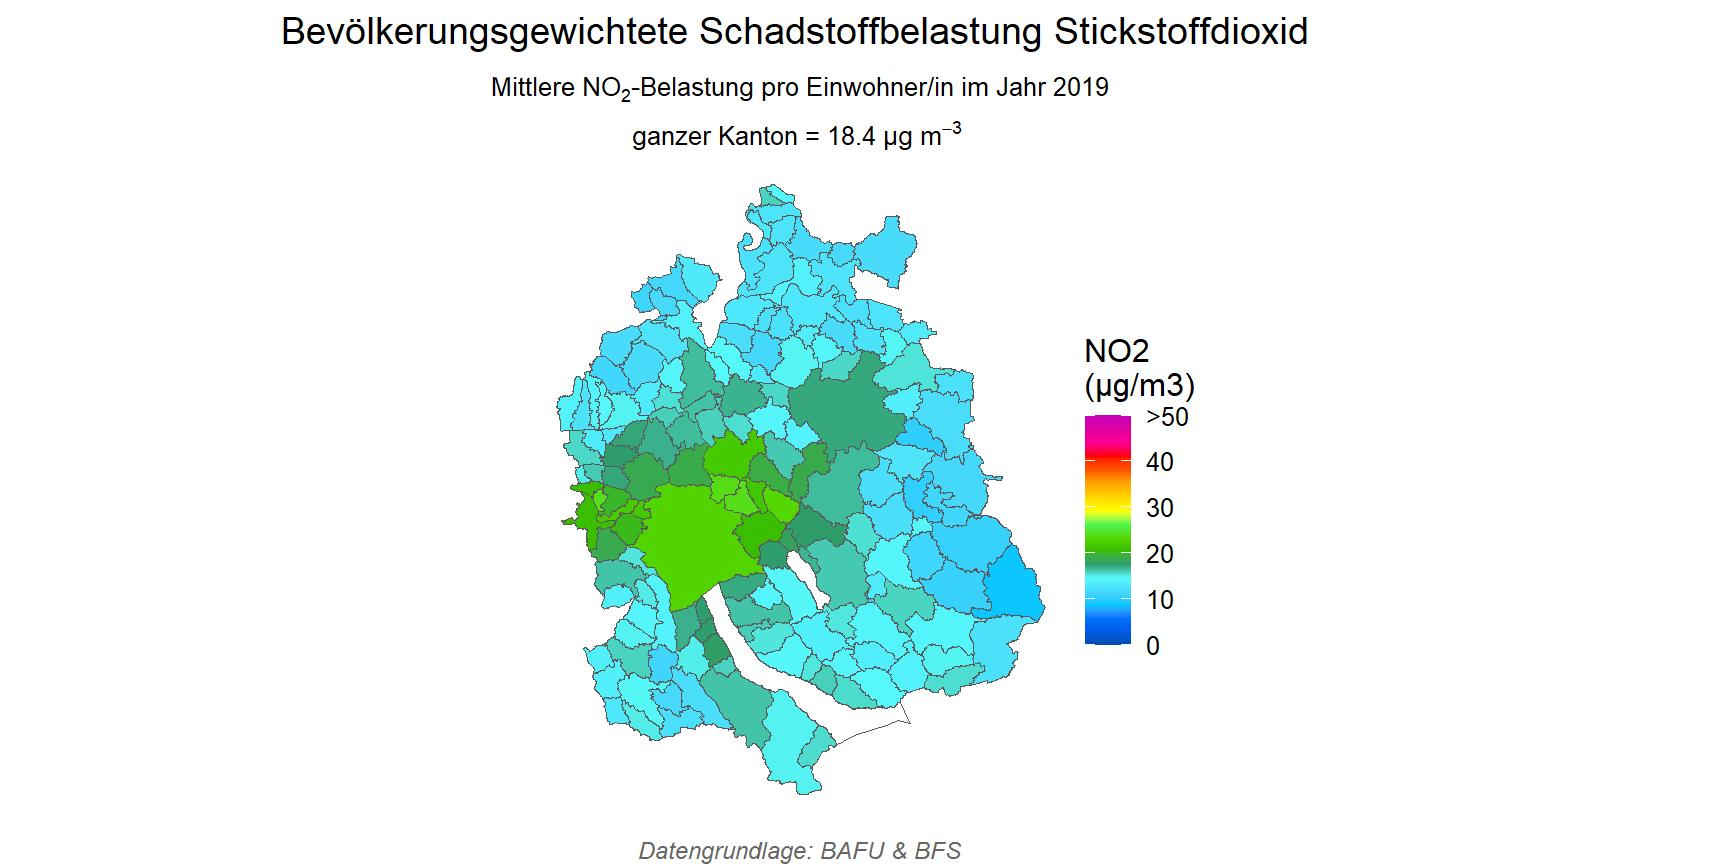 Bevölkerungsgewichtete Schadstoffbelastung Stickstoffdioxid
Mittlere NO₂-Belastung pro Einwohner/in im Jahr 2019
ganzer Kanton = 18.4 µg m⁻³
NO2
(µg/m3)
>50
40
30
20
10
0
Datengrundlage: BAFU & BFS